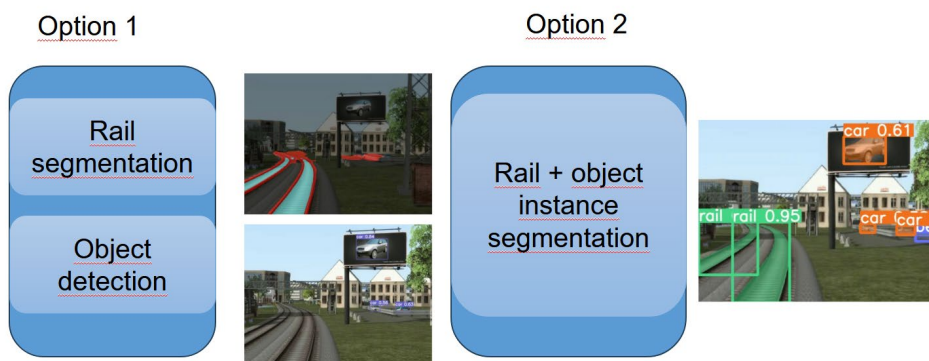 Option 1
Option 2
Rail
segmentation
Object
detection
Rail + object
instance
segmentation
car 0.61
rail rail 0.95
car
car